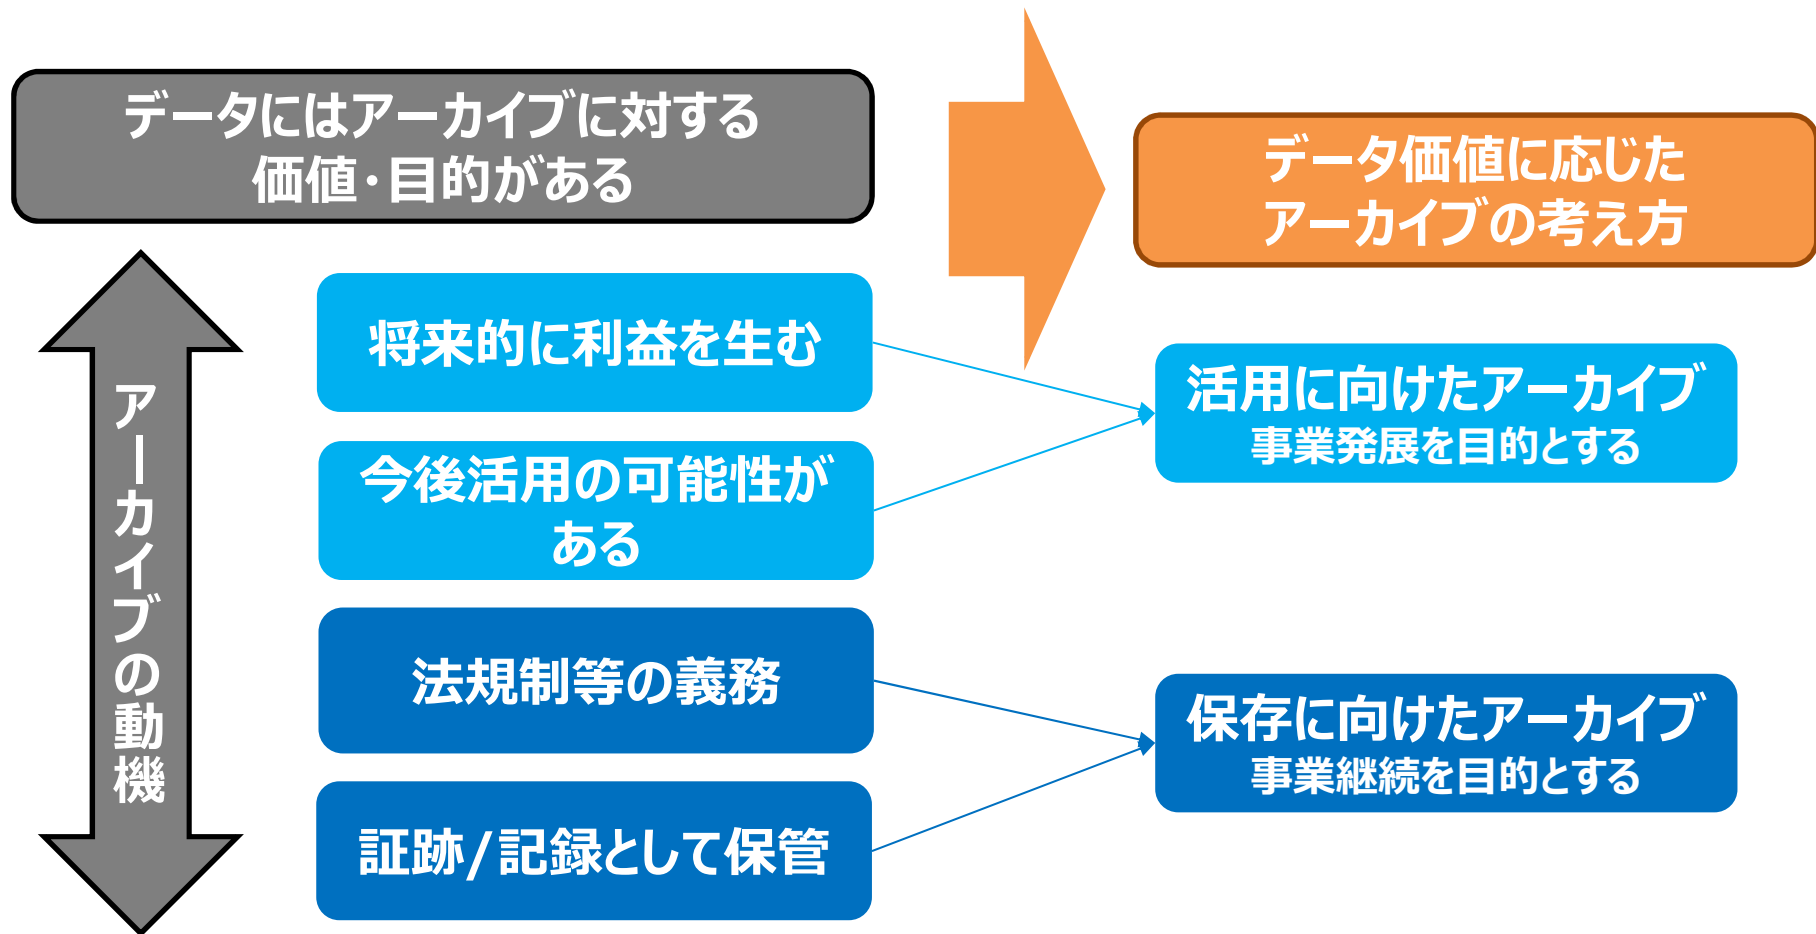 データにはアーカイブに対する
価値・目的がある
データ価値に応じた
アーカイブの考え方
アーカイブの動機
将来的に利益を生む
今後活用の可能性が
ある
法規制等の義務
証跡/記録として保管
活用に向けたアーカイブ
事業発展を目的とする
保存に向けたアーカイブ
事業継続を目的とする